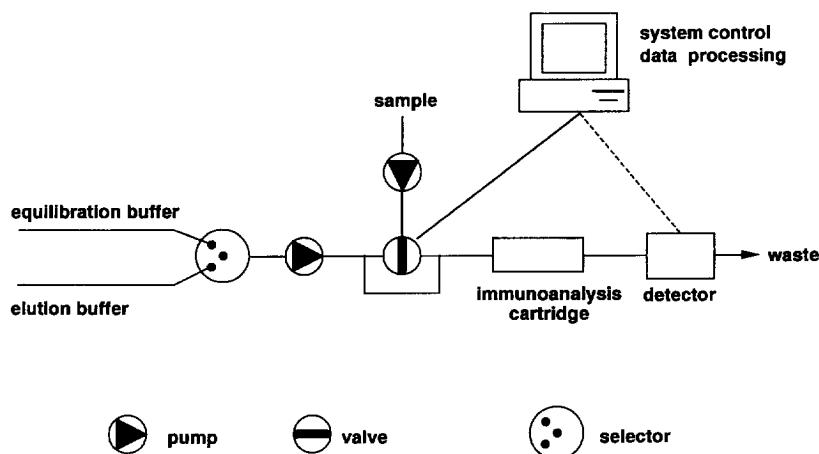 system control
data processing
sample
equilibration buffer
elution buffer
immunoanalysis
cartridge
detector
waste
pump
valve
selector